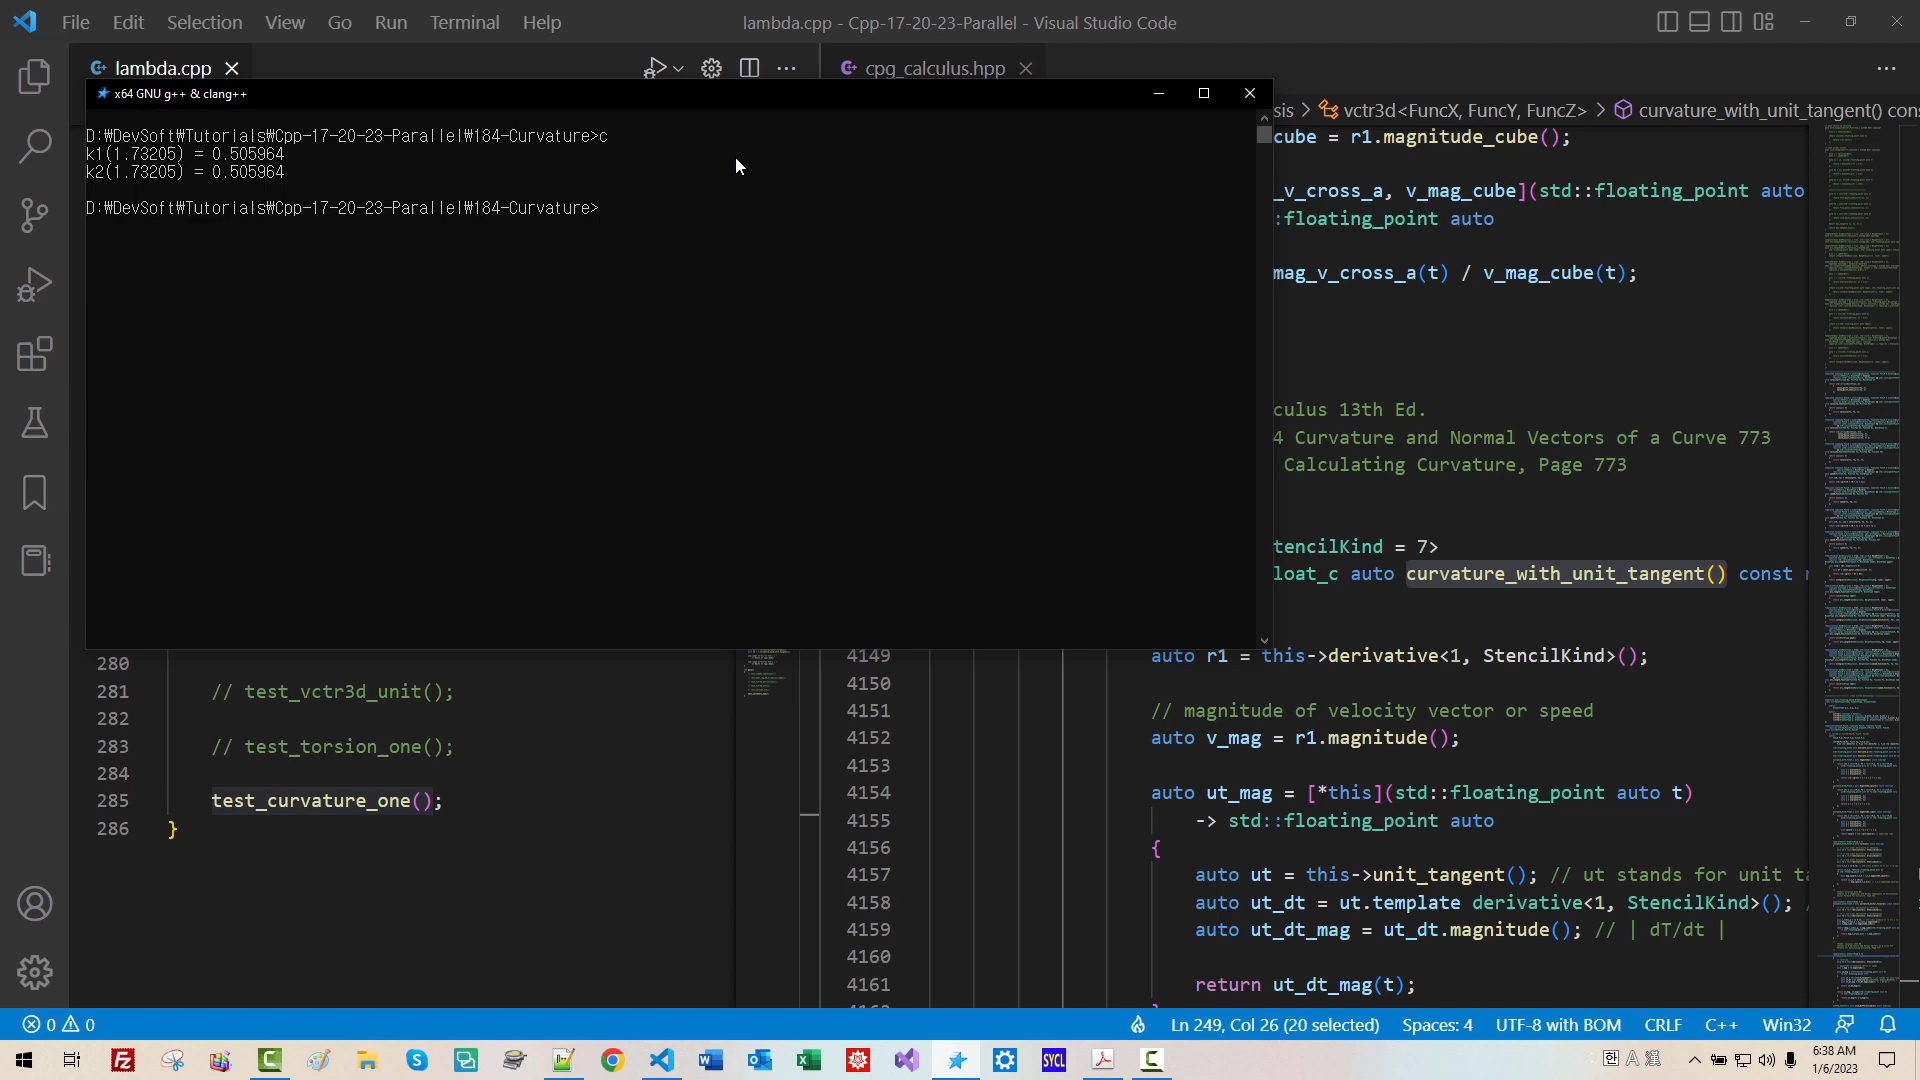 File Edit Selection View Go Run Terminal Help
lambda.cpp - Cpp-17-20-23-Parallel - Visual Studio Code
lambda.cpp
cpg_calculus.hpp
x64 GNU g++ & clang++
D:₩DevSoft₩Tutorials₩Cpp-17-20-23-Parallel₩184-Curvature>c
k1(1.73205) = 0.505964
k2(1.73205) = 0.505964
D:₩DevSoft₩Tutorials₩Cpp-17-20-23-Parallel₩184-Curvature>
280
281 // test_vctr3d_unit();
282
283 // test_torsion_one();
284
285 test_curvature_one();
286 }
sis > vctr3d<FuncX, FuncY, FuncZ> > curvature_with_unit_tangent() cons
cube = r1.magnitude_cube();
_v_cross_a, v_mag_cube](std::floating_point auto
:floating_point auto
mag_v_cross_a(t) / v_mag_cube(t);
culus 13th Ed.
4 Curvature and Normal Vectors of a Curve 773
Calculating Curvature, Page 773
tencilKind = 7>
loat_c auto curvature_with_unit_tangent() const
4149 auto r1 = this->derivative<1, StencilKind>();
4150
4151 // magnitude of velocity vector or speed
4152 auto v_mag = r1.magnitude();
4153
4154 auto ut_mag = [*this](std::floating_point auto t)
4155 -> std::floating_point auto
4156 {
4157 auto ut = this->unit_tangent(); // ut stands for unit ta
4158 auto ut_dt = ut.template derivative<1, StencilKind>(); /
4159 auto ut_dt_mag = ut_dt.magnitude(); // | dT/dt |
4160
4161 return ut_dt_mag(t);
0 0
Ln 249, Col 26 (20 selected) Spaces: 4 UTF-8 with BOM CRLF C++ Win32
SYCL
한 A 漢
6:38 AM
1/6/2023